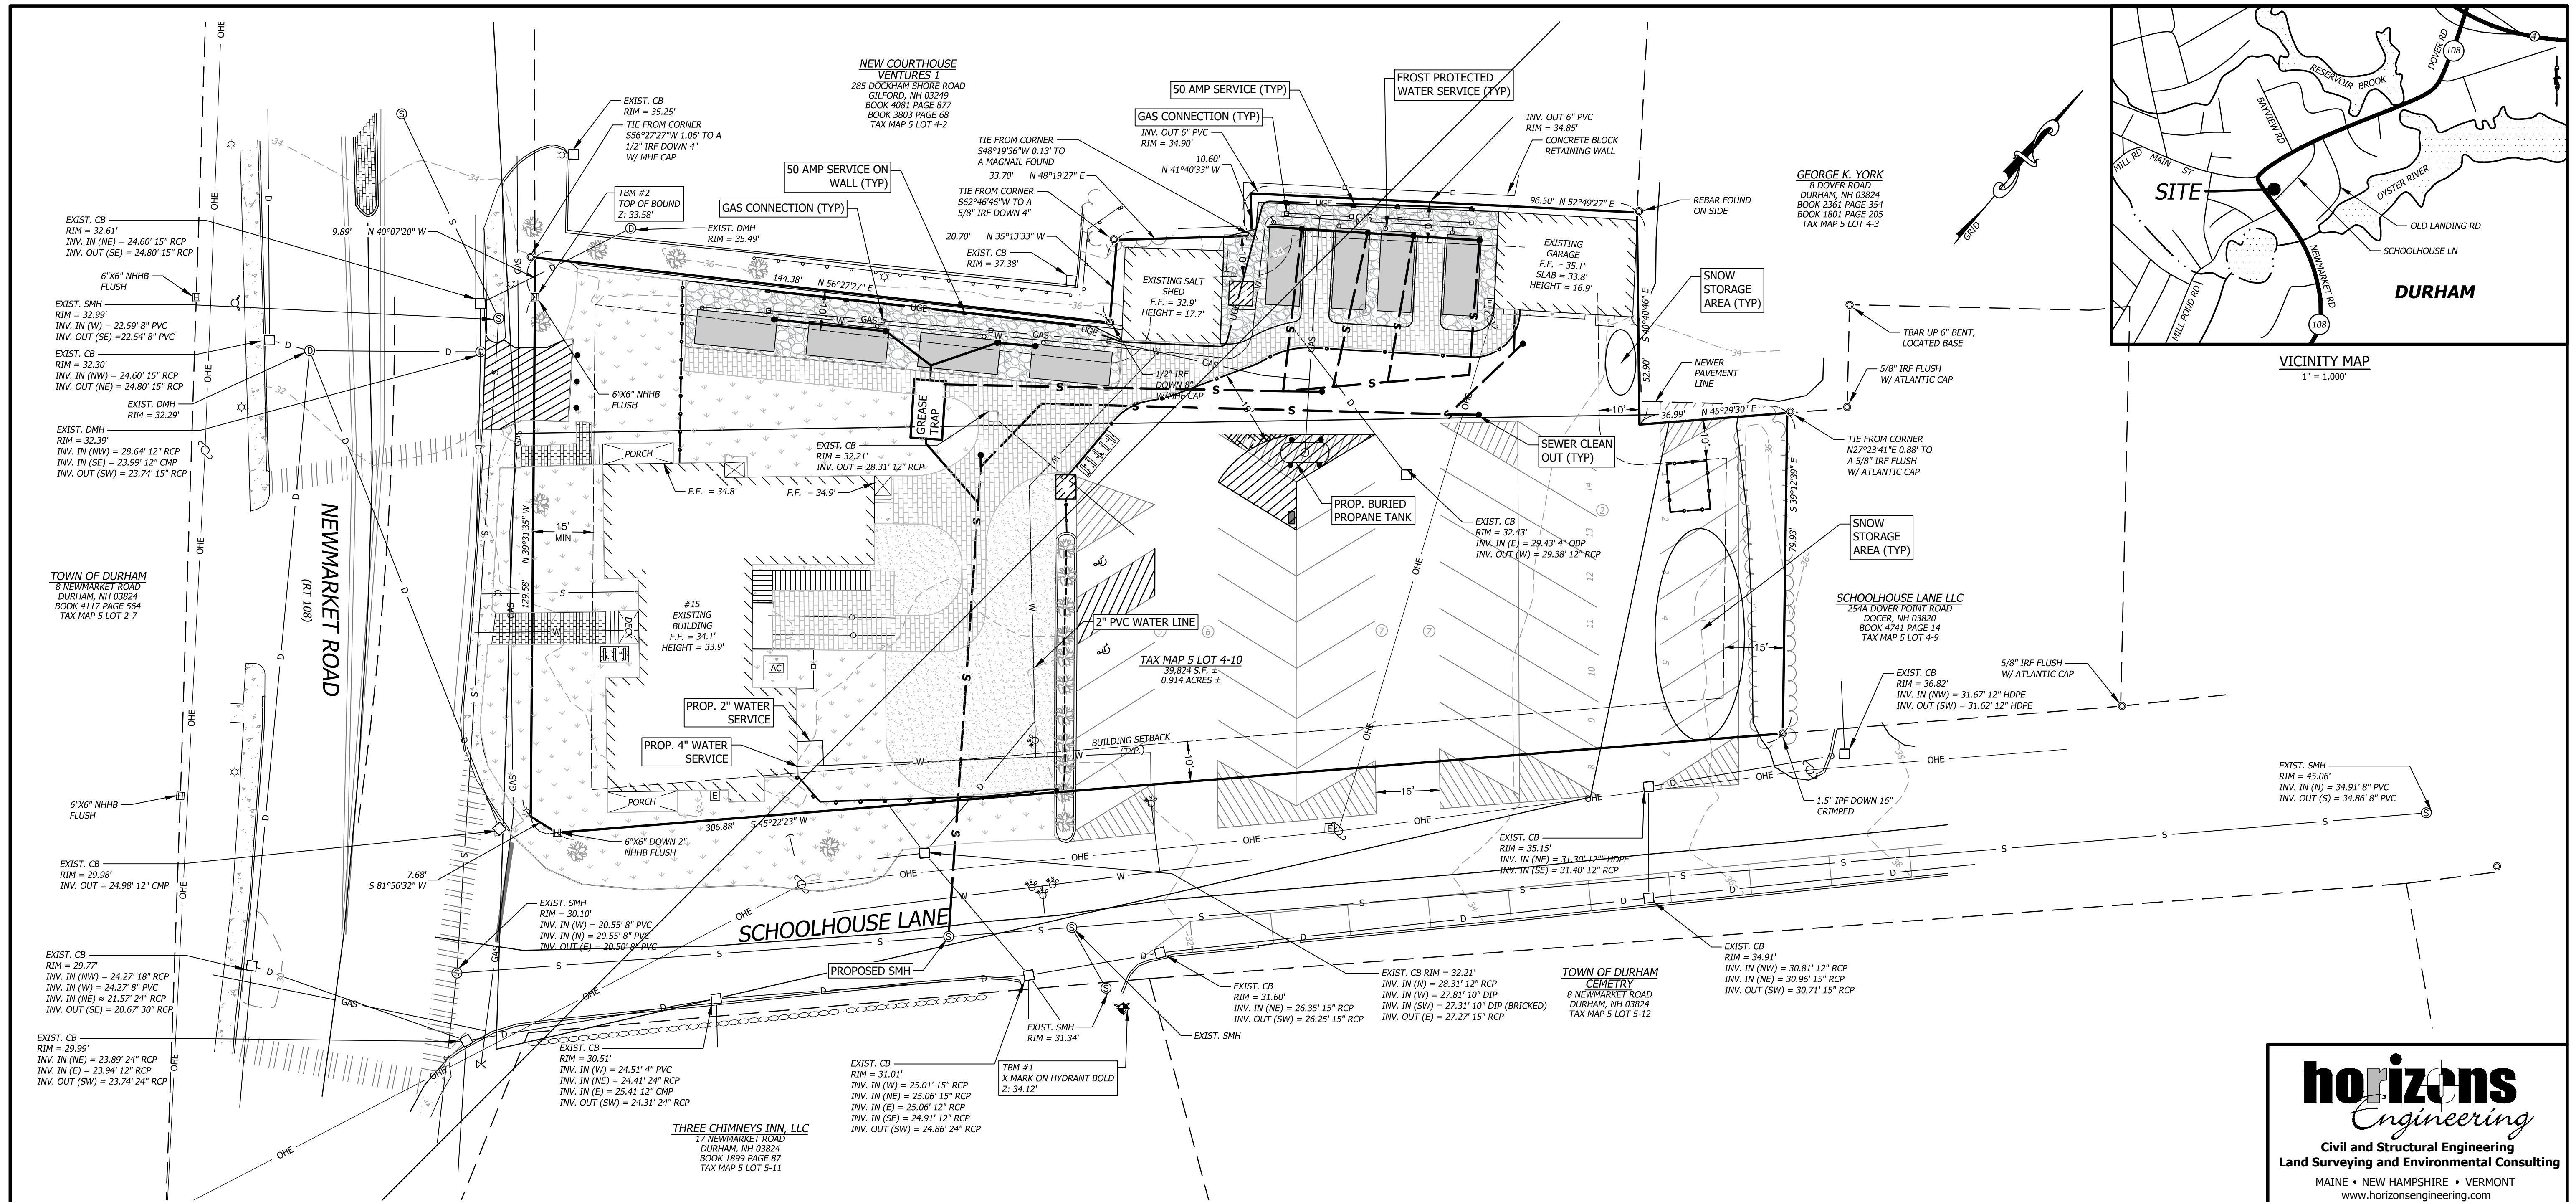 NEW COURTHOUSE
VENTURES 1
285 DOCKHAM SHORE ROAD
GILFORD, NH 03249
BOOK 4081 PAGE 877
BOOK 3803 PAGE 68
TAX MAP 5 LOT 4-2
EXIST. CB
RIM = 35.25'
TIE FROM CORNER
S56°27'27"W 1.06' TO A
1/2" IRF DOWN 4"
W/ MHF CAP
TBM #2
TOP OF BOUND
Z: 33.58'
9.89' N 40°07'20" W
EXIST. DMH
RIM = 35.49'
50 AMP SERVICE ON
WALL (TYP)
GAS CONNECTION (TYP)
TIE FROM CORNER
S48°19'36"W 0.13' TO
A MAGNAIL FOUND
33.70' N 48°19'27" E
TIE FROM CORNER
S62°46'46"W TO A
5/8" IRF DOWN 4"
20.70' N 35°13'33" W
EXIST. CB
RIM = 37.38'
50 AMP SERVICE (TYP)
GAS CONNECTION (TYP)
INV. OUT 6" PVC
RIM = 34.90'
10.60'
N 41°40'33" W
FROST PROTECTED
WATER SERVICE (TYP)
INV. OUT 6" PVC
RIM = 34.85'
CONCRETE BLOCK
RETAINING WALL
96.50' N 52°49'27" E
REBAR FOUND
ON SIDE
GEORGE K. YORK
8 DOVER ROAD
DURHAM, NH 03824
BOOK 2361 PAGE 354
BOOK 1801 PAGE 205
TAX MAP 5 LOT 4-3
GRID
DOVER RD
108
4
RESERVOIR BROOK
BAYVIEW RD
MILL RD
MAIN ST
SITE
OYSTER RIVER
OLD LANDING RD
SCHOOLHOUSE LN
NEWMARKET RD
MILL POND RD
108
DURHAM
VICINITY MAP
1" = 1,000'
EXIST. CB
RIM = 32.61'
INV. IN (NE) = 24.60' 15" RCP
INV. OUT (SE) = 24.80' 15" RCP
6"X6" NHHB
FLUSH
EXIST. SMH
RIM = 32.99'
INV. IN (W) = 22.59' 8" PVC
INV. OUT (SE) =22.54' 8" PVC
EXIST. CB
RIM = 32.30'
INV. IN (NW) = 24.60' 15" RCP
INV. OUT (NE) = 24.80' 15" RCP
EXIST. DMH
RIM = 32.29'
EXIST. DMH
RIM = 32.39'
INV. IN (NW) = 28.64' 12" RCP
INV. IN (SE) = 23.99' 12" CMP
INV. OUT (SW) = 23.74' 15" RCP
6"X6" NHHB
FLUSH
144.38' N 56°27'27" E
10'
UGE
GAS
W
EXISTING SALT
SHED
F.F. = 32.9'
HEIGHT = 17.7'
EXISTING
GARAGE
F.F. = 35.1'
SLAB = 33.8'
HEIGHT = 16.9'
SNOW
STORAGE
AREA (TYP)
S 40°40'46" E
52.90'
NEWER
PAVEMENT
LINE
TBAR UP 6" BENT,
LOCATED BASE
5/8" IRF FLUSH
W/ ATLANTIC CAP
1/2" IRF
DOWN 8"
W/MHF CAP
10'
36.99' N 45°29'30" E
TIE FROM CORNER
N27°23'41"E 0.88' TO
A 5/8" IRF FLUSH
W/ ATLANTIC CAP
GREASE
TRAP
PORCH
F.F. = 34.8'
F.F. = 34.9'
EXIST. CB
RIM = 32.21'
INV. OUT = 28.31' 12" RCP
SEWER CLEAN
OUT (TYP)
PROP. BURIED
PROPANE TANK
EXIST. CB
RIM = 32.43'
INV. IN (E) = 29.43' 4" OBP
INV. OUT (W) = 29.38' 12" RCP
S 39°12'39" E
79.93'
SNOW
STORAGE
AREA (TYP)
NEWMARKET ROAD
(RT 108)
TOWN OF DURHAM
8 NEWMARKET ROAD
DURHAM, NH 03824
BOOK 4117 PAGE 564
TAX MAP 5 LOT 2-7
129.58' N 39°31'35" W
15'
MIN
DECK
#15
EXISTING
BUILDING
F.F. = 34.1'
HEIGHT = 33.9'
AC
2" PVC WATER LINE
TAX MAP 5 LOT 4-10
39,824 S.F. ±
0.914 ACRES ±
15'
SCHOOLHOUSE LANE LLC
254A DOVER POINT ROAD
DOCER, NH 03820
BOOK 4741 PAGE 14
TAX MAP 5 LOT 4-9
5/8" IRF FLUSH
W/ ATLANTIC CAP
EXIST. CB
RIM = 36.82'
INV. IN (NW) = 31.67' 12" HDPE
INV. OUT (SW) = 31.62' 12" HDPE
PROP. 2" WATER
SERVICE
PROP. 4" WATER
SERVICE
BUILDING SETBACK
(TYP.)
10'
16'
PORCH
E
306.88' S 45°22'23" W
6"X6" DOWN 2"
NHHB FLUSH
1.5" IPF DOWN 16"
CRIMPED
EXIST. SMH
RIM = 45.06'
INV. IN (N) = 34.91' 8" PVC
INV. OUT (S) = 34.86' 8" PVC
6"X6" NHHB
FLUSH
EXIST. CB
RIM = 29.98'
INV. OUT = 24.98' 12" CMP
7.68'
S 81°56'32" W
EXIST. CB
RIM = 35.15'
INV. IN (NE) = 31.30' 12"" HDPE
INV. IN (SE) = 31.40' 12" RCP
EXIST. SMH
RIM = 30.10'
INV. IN (W) = 20.55' 8" PVC
INV. IN (N) = 20.55' 8" PVC
INV. OUT (E) = 20.50' 8" PVC
SCHOOLHOUSE LANE
PROPOSED SMH
EXIST. CB
RIM = 29.77'
INV. IN (NW) = 24.27' 18" RCP
INV. IN (W) = 24.27' 8" PVC
INV. IN (NE) ≈ 21.57' 24" RCP
INV. OUT (SE) = 20.67' 30" RCP
EXIST. CB
RIM = 29.99'
INV. IN (NE) = 23.89' 24" RCP
INV. IN (E) = 23.94' 12" RCP
INV. OUT (SW) = 23.74' 24" RCP
EXIST. CB
RIM = 30.51'
INV. IN (W) = 24.51' 4" PVC
INV. IN (NE) = 24.41' 24" RCP
INV. IN (E) = 25.41 12" CMP
INV. OUT (SW) = 24.31' 24" RCP
THREE CHIMNEYS INN, LLC
17 NEWMARKET ROAD
DURHAM, NH 03824
BOOK 1899 PAGE 87
TAX MAP 5 LOT 5-11
EXIST. CB
RIM = 31.01'
INV. IN (W) = 25.01' 15" RCP
INV. IN (NE) = 25.06' 15" RCP
INV. IN (E) = 25.06' 12" RCP
INV. IN (SE) = 24.91' 12" RCP
INV. OUT (SW) = 24.86' 24" RCP
EXIST. SMH
RIM = 31.34'
TBM #1
X MARK ON HYDRANT BOLD
Z: 34.12'
EXIST. SMH
EXIST. CB
RIM = 31.60'
INV. IN (NE) = 26.35' 15" RCP
INV. OUT (SW) = 26.25' 15" RCP
EXIST. CB RIM = 32.21'
INV. IN (N) = 28.31' 12" RCP
INV. IN (W) = 27.81' 10" DIP
INV. IN (SW) = 27.31' 10" DIP (BRICKED)
INV. OUT (E) = 27.27' 15" RCP
TOWN OF DURHAM
CEMETRY
8 NEWMARKET ROAD
DURHAM, NH 03824
TAX MAP 5 LOT 5-12
EXIST. CB
RIM = 34.91'
INV. IN (NW) = 30.81' 12" RCP
INV. IN (NE) = 30.96' 15" RCP
INV. OUT (SW) = 30.71' 15" RCP
horizons
Engineering
Civil and Structural Engineering
Land Surveying and Environmental Consulting
MAINE • NEW HAMPSHIRE • VERMONT
www.horizonsengineering.com